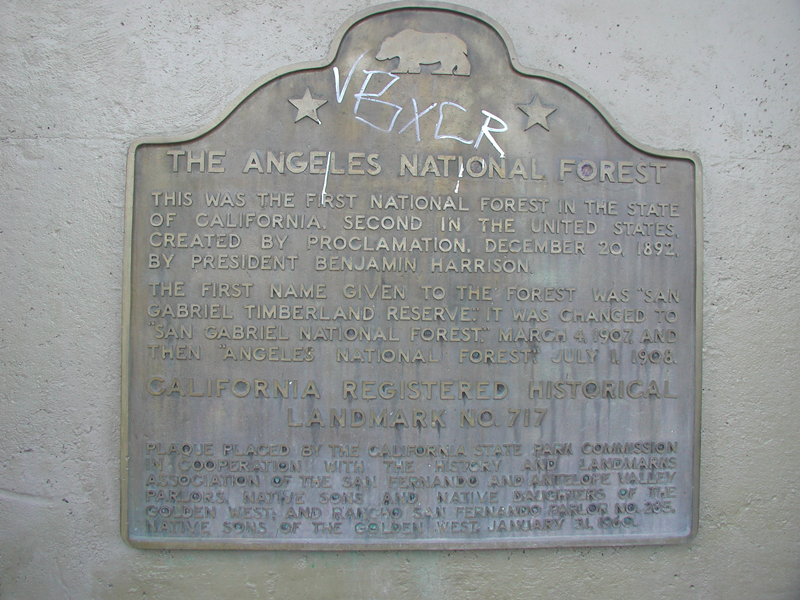 THE ANGELES NATIONAL FOREST
THIS WAS THE FIRST NATIONAL FOREST IN THE STATE
OF CALIFORNIA, SECOND IN THE UNITED STATES,
CREATED BY PROCLAMATION, DECEMBER 20, 1892,
BY PRESIDENT BENJAMIN HARRISON.
THE FIRST NAME GIVEN TO THE FOREST WAS "SAN
GABRIEL TIMBERLAND RESERVE". IT WAS CHANGED TO
"SAN GABRIEL NATIONAL FOREST," MARCH 4, 1907, AND
THEN "ANGELES NATIONAL FOREST," JULY 1, 1908.
CALIFORNIA REGISTERED HISTORICAL
LANDMARK NO. 717
PLAQUE PLACED BY THE CALIFORNIA STATE PARK COMMISSION
IN COOPERATION WITH THE HISTORY AND LANDMARKS
ASSOCIATION OF THE SAN FERNANDO AND ANTELOPE VALLEY
PARLORS, NATIVE SONS AND NATIVE DAUGHTERS OF THE
GOLDEN WEST, AND RANCHO SAN FERNANDO PARLOR NO. 285,
NATIVE SONS OF THE GOLDEN WEST, JANUARY 31, 1960.